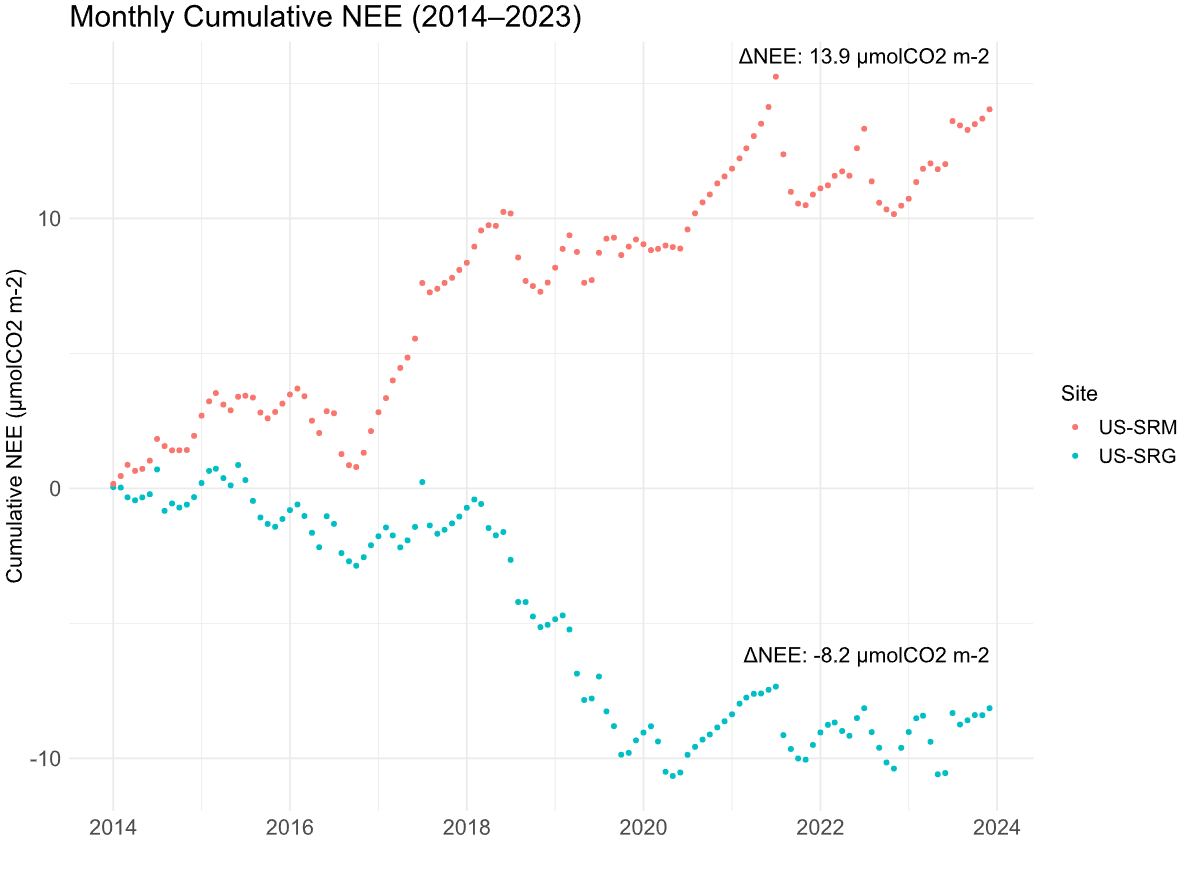 Monthly Cumulative NEE (2014–2023)
ΔNEE: 13.9 μmolCO2 m-2
10
Cumulative NEE (μmolCO2 m-2)
Site
US-SRM
US-SRG
0
ΔNEE: -8.2 μmolCO2 m-2
-10
2014 2016 2018 2020 2022 2024